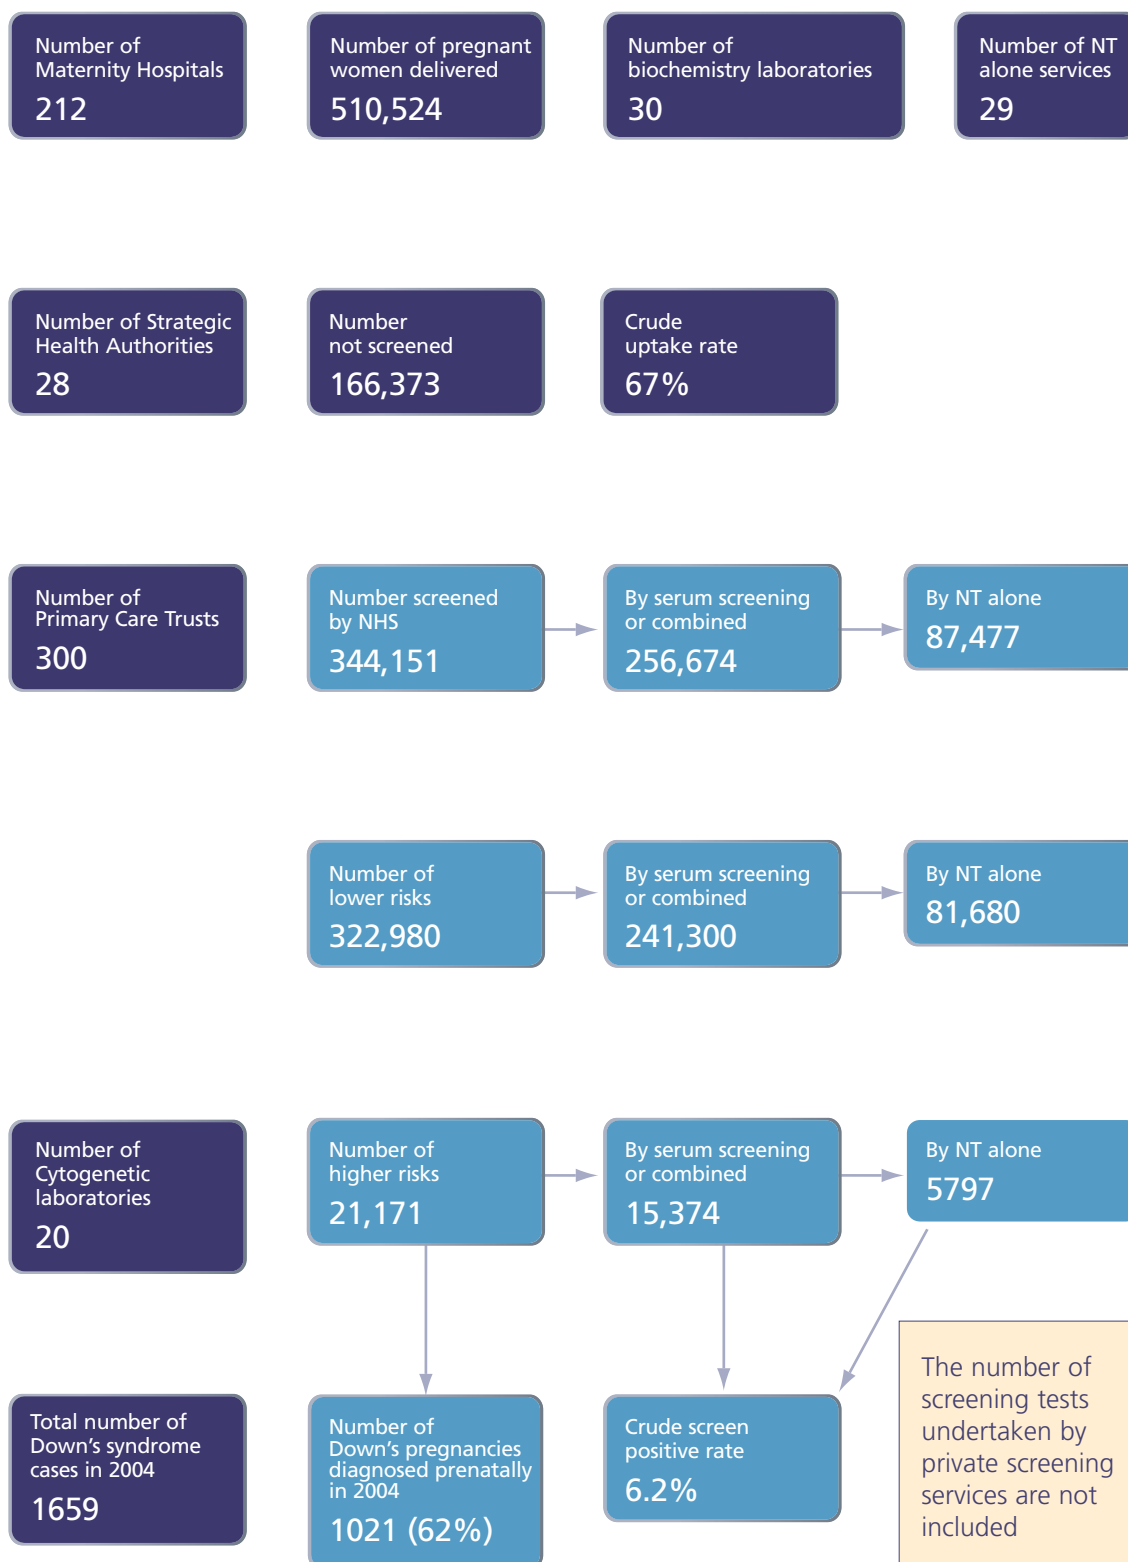 Number of
Maternity Hospitals
212
Number of pregnant
women delivered
510,524
Number of
biochemistry laboratories
30
Number of NT
alone services
29
Number of Strategic
Health Authorities
28
Number
not screened
166,373
Crude
uptake rate
67%
Number of
Primary Care Trusts
300
Number screened
by NHS
344,151
By serum screening
or combined
256,674
By NT alone
87,477
Number of
lower risks
322,980
By serum screening
or combined
241,300
By NT alone
81,680
Number of
Cytogenetic
laboratories
20
Number of
higher risks
21,171
By serum screening
or combined
15,374
By NT alone
5797
Total number of
Down's syndrome
cases in 2004
1659
Number of
Down's pregnancies
diagnosed prenatally
in 2004
1021 (62%)
Crude screen
positive rate
6.2%
The number of
screening tests
undertaken by
private screening
services are not
included